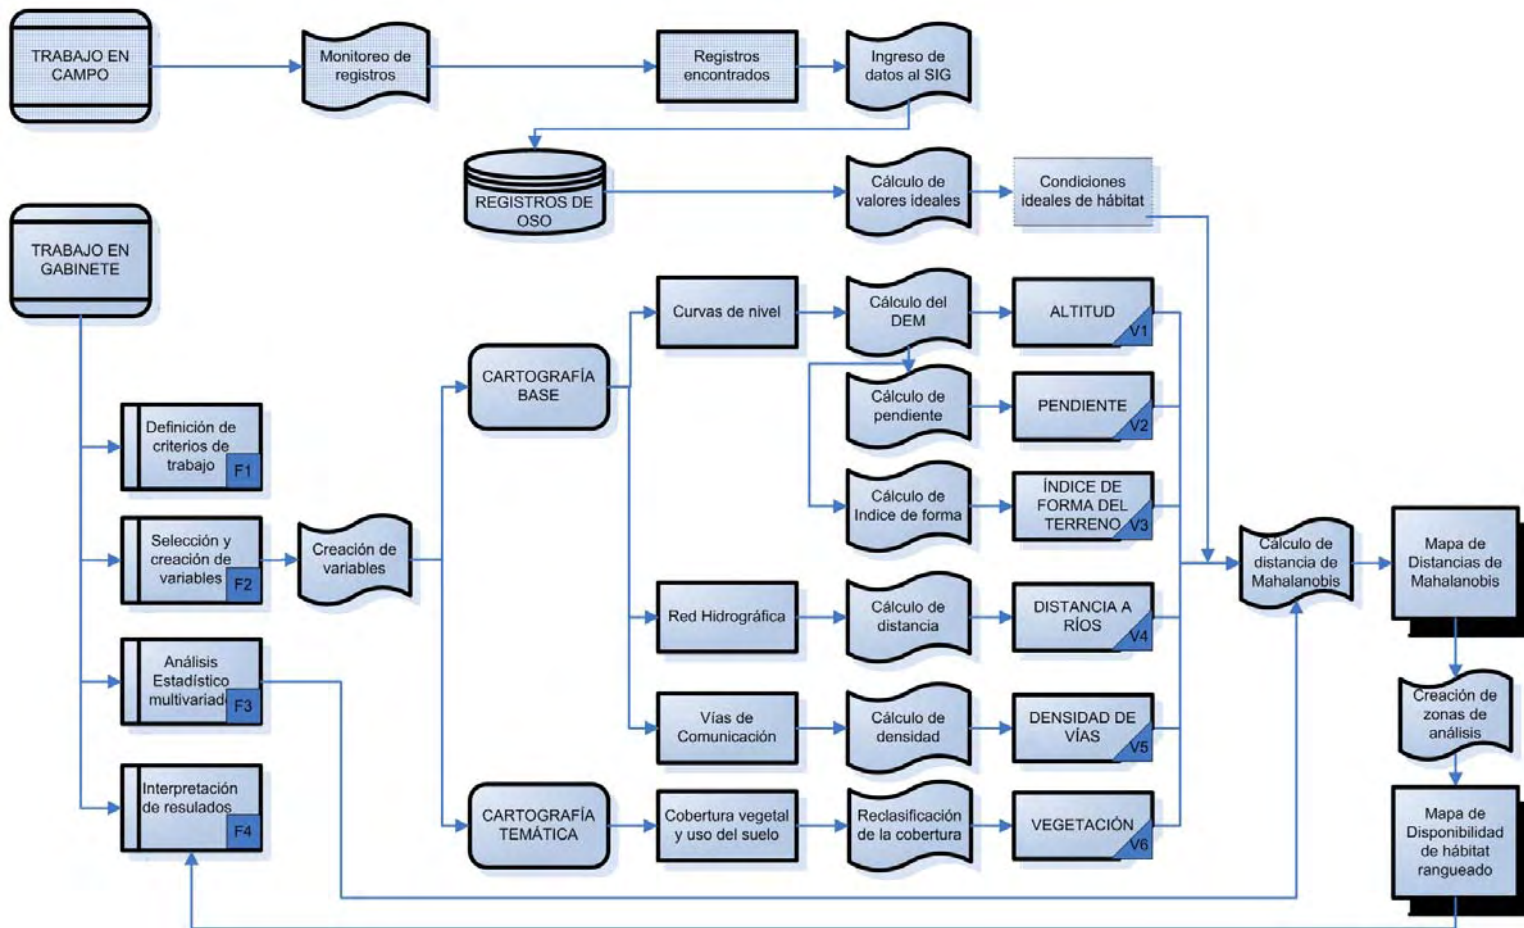 TRABAJO EN
CAMPO
Monitoreo de
registros
Registros
encontrados
Ingreso de
datos al SIG
REGISTROS DE
OSO
Cálculo de
valores ideales
Condiciones
ideales de hábitat
TRABAJO EN
GABINETE
Definición de
criterios de
trabajo
F1
Selección y
creación de
variables
F2
Análisis
Estadístico
multivariado
F3
Interpretación
de resulados
F4
Creación de
variables
CARTOGRAFÍA
BASE
CARTOGRAFÍA
TEMÁTICA
Curvas de nivel
Cálculo del
DEM
ALTITUD
V1
Cálculo de
pendiente
PENDIENTE
V2
Cálculo de
Indice de forma
ÍNDICE DE
FORMA DEL
TERRENO
V3
Red Hidrográfica
Cálculo de
distancia
DISTANCIA A
RÍOS
V4
Vías de
Comunicación
Cálculo de
densidad
DENSIDAD DE
VÍAS
V5
Cobertura vegetal
y uso del suelo
Reclasificación
de la cobertura
VEGETACIÓN
V6
Cálculo de
distancia de
Mahalanobis
Mapa de
Distancias de
Mahalanobis
Creación de
zonas de
análisis
Mapa de
Disponibilidad
de hábitat
rangueado